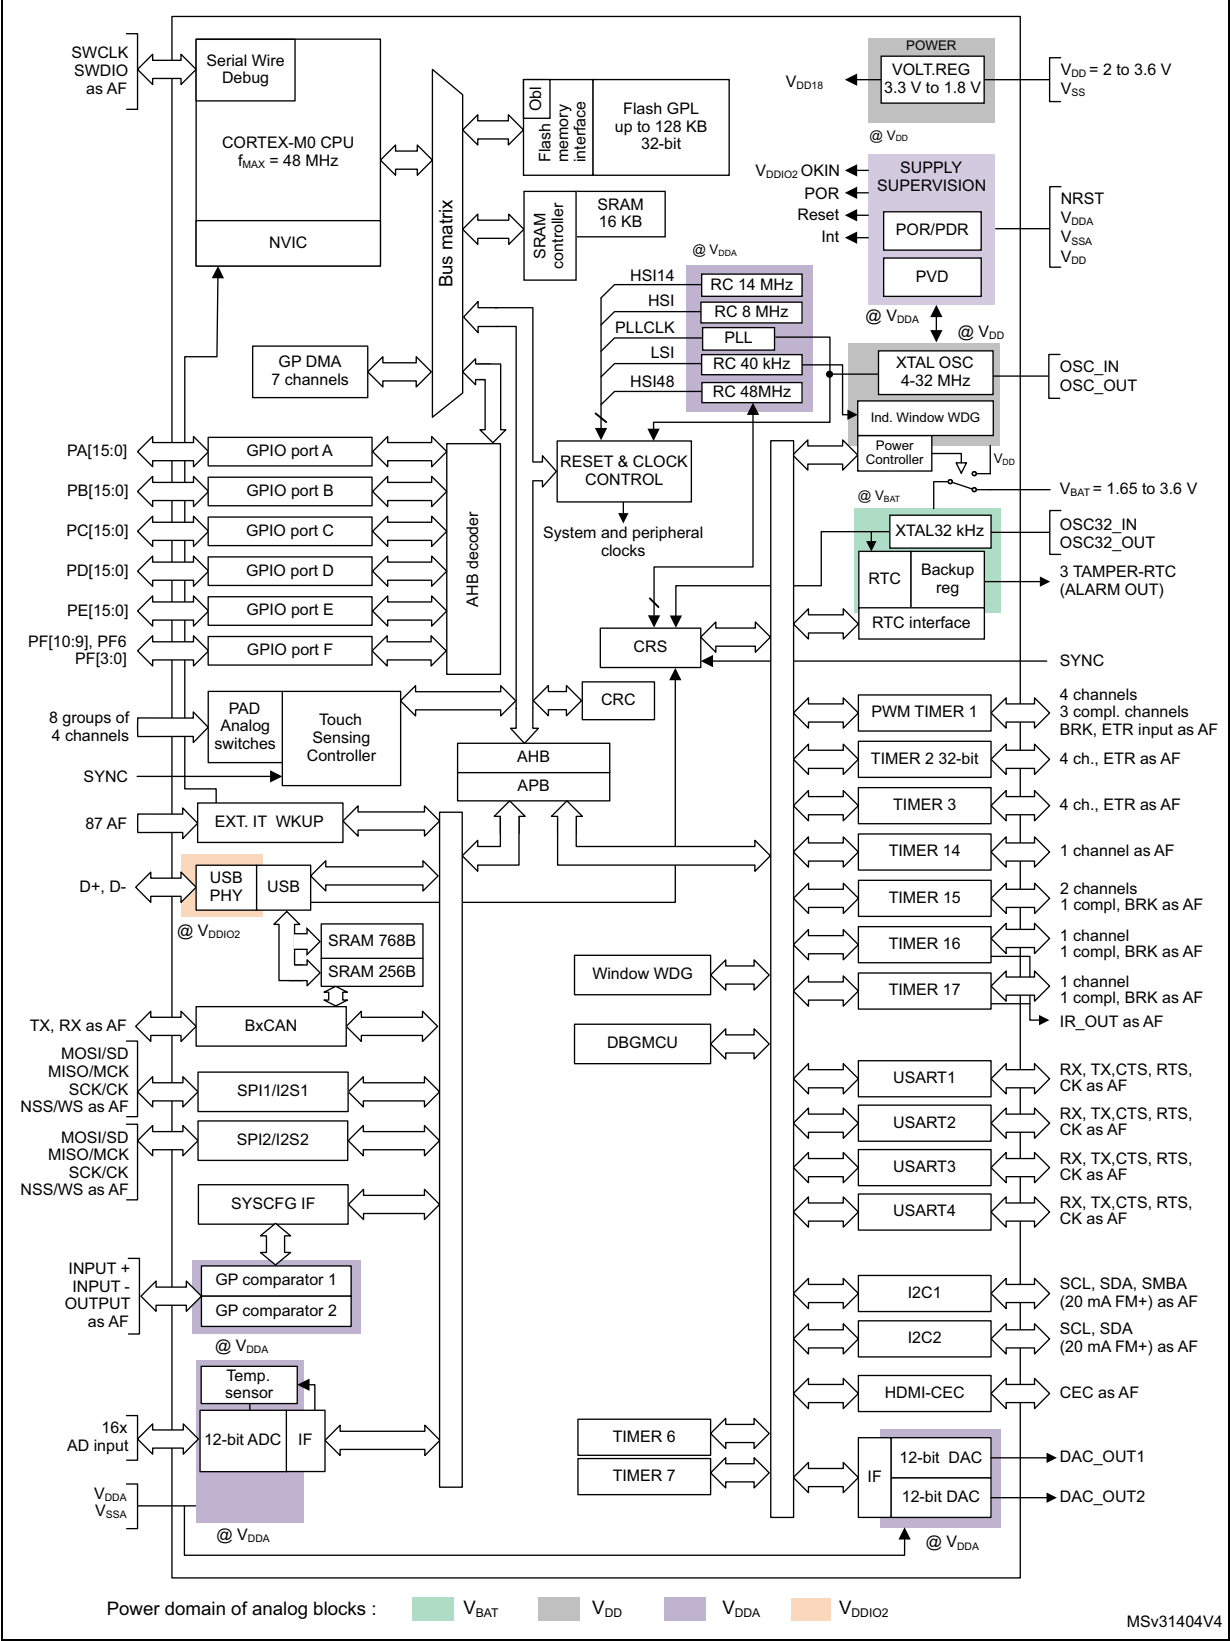 SWCLK
SWDIO
as AF
Serial Wire
Debug
CORTEX-M0 CPU
fMAX = 48 MHz
NVIC
Bus matrix
Obl
Flash
memory
interface
Flash GPL
up to 128 KB
32-bit
SRAM
controller
SRAM
16 KB
POWER
VOLT.REG
3.3 V to 1.8 V
VDD18
VDD = 2 to 3.6 V
VSS
@ VDD
SUPPLY
SUPERVISION
VDDIO2 OKIN
POR
Reset
Int
POR/PDR
PVD
NRST
VDDA
VSSA
VDD
@ VDDA
@ VDD
@ VDDA
HSI14
HSI
PLLCLK
LSI
HSI48
RC 14 MHz
RC 8 MHz
PLL
RC 40 kHz
RC 48MHz
XTAL OSC
4-32 MHz
OSC_IN
OSC_OUT
Ind. Window WDG
Power
Controller
VDD
VBAT = 1.65 to 3.6 V
@ VBAT
GP DMA
7 channels
PA[15:0]
GPIO port A
PB[15:0]
GPIO port B
PC[15:0]
GPIO port C
PD[15:0]
GPIO port D
PE[15:0]
GPIO port E
PF[10:9], PF6
PF[3:0]
GPIO port F
AHB decoder
RESET & CLOCK
CONTROL
System and peripheral
clocks
XTAL32 kHz
OSC32_IN
OSC32_OUT
RTC
Backup
reg
RTC interface
3 TAMPER-RTC
(ALARM OUT)
CRS
SYNC
CRC
8 groups of
4 channels
PAD
Analog
switches
Touch
Sensing
Controller
SYNC
AHB
APB
87 AF
EXT. IT WKUP
D+, D-
USB
PHY
USB
@ VDDIO2
SRAM 768B
SRAM 256B
TX, RX as AF
BxCAN
MOSI/SD
MISO/MCK
SCK/CK
NSS/WS as AF
SPI1/I2S1
MOSI/SD
MISO/MCK
SCK/CK
NSS/WS as AF
SPI2/I2S2
SYSCFG IF
INPUT +
INPUT -
OUTPUT
as AF
GP comparator 1
GP comparator 2
@ VDDA
Temp.
sensor
16x
AD input
12-bit ADC
IF
VDDA
VSSA
@ VDDA
Window WDG
DBGMCU
TIMER 6
TIMER 7
PWM TIMER 1
4 channels
3 compl. channels
BRK, ETR input as AF
TIMER 2 32-bit
4 ch., ETR as AF
TIMER 3
4 ch., ETR as AF
TIMER 14
1 channel as AF
TIMER 15
2 channels
1 compl, BRK as AF
TIMER 16
1 channel
1 compl, BRK as AF
TIMER 17
1 channel
1 compl, BRK as AF
IR_OUT as AF
USART1
RX, TX,CTS, RTS,
CK as AF
USART2
RX, TX,CTS, RTS,
CK as AF
USART3
RX, TX,CTS, RTS,
CK as AF
USART4
RX, TX,CTS, RTS,
CK as AF
I2C1
SCL, SDA, SMBA
(20 mA FM+) as AF
I2C2
SCL, SDA
(20 mA FM+) as AF
HDMI-CEC
CEC as AF
IF
12-bit DAC
DAC_OUT1
12-bit DAC
DAC_OUT2
@ VDDA
Power domain of analog blocks :
VBAT
VDD
VDDA
VDDIO2
MSv31404V4